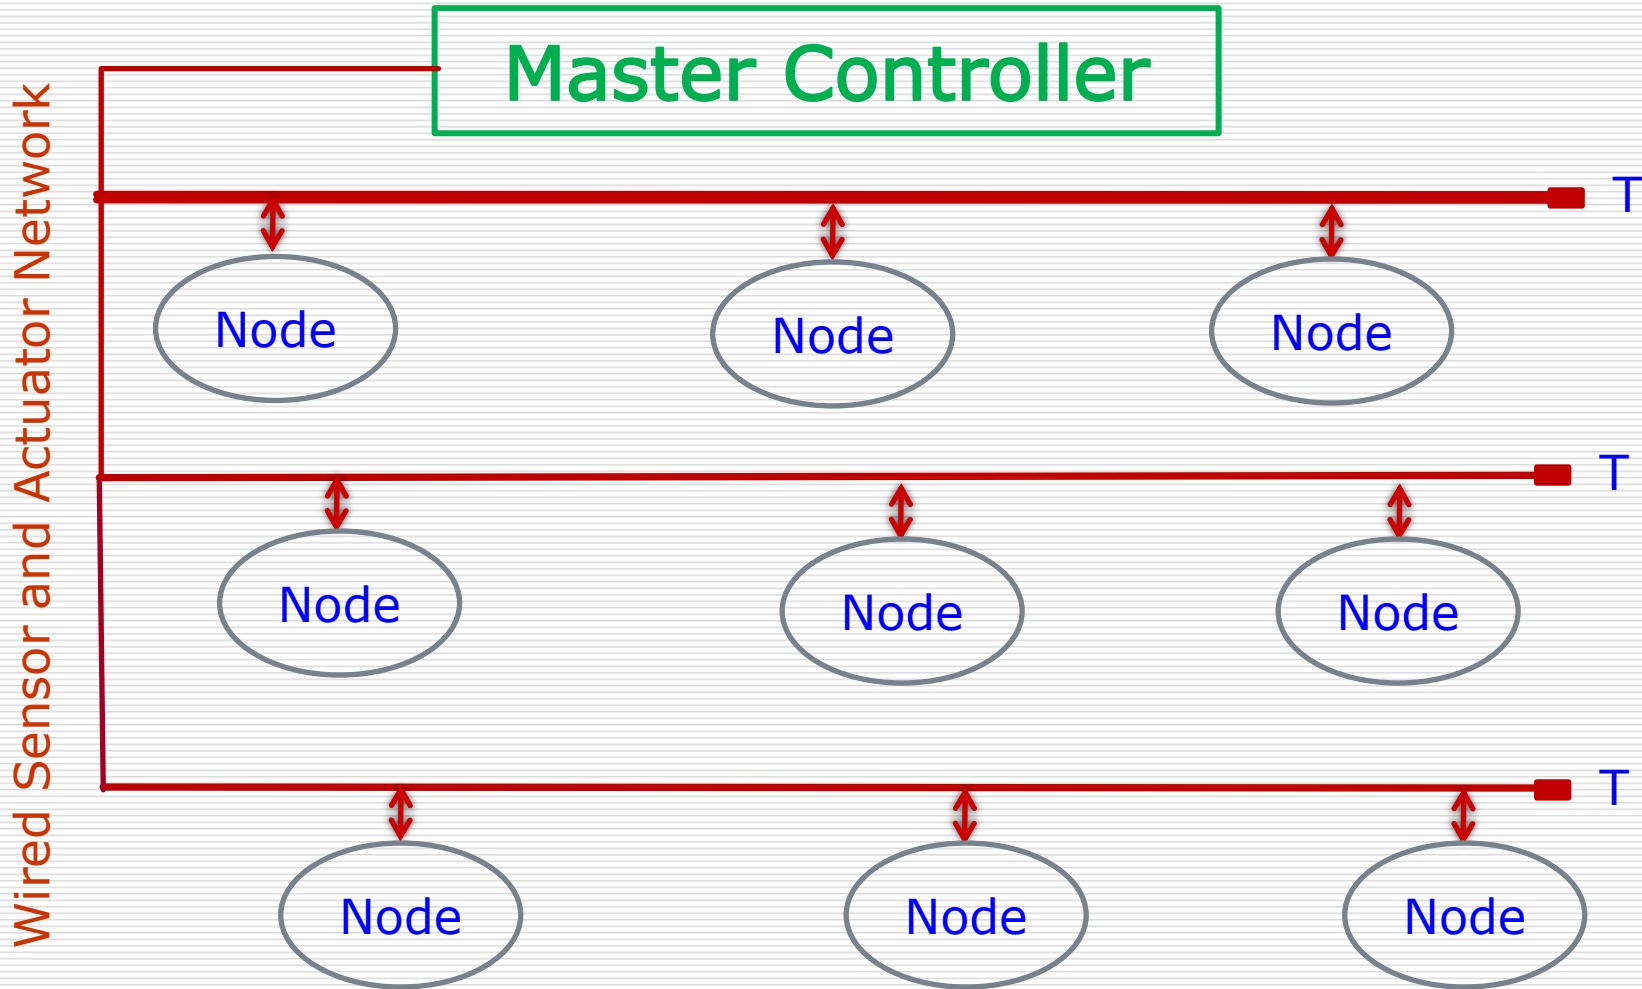 Master Controller
Wired Sensor and Actuator Network
T
Node
Node
Node
T
Node
Node
Node
T
Node
Node
Node